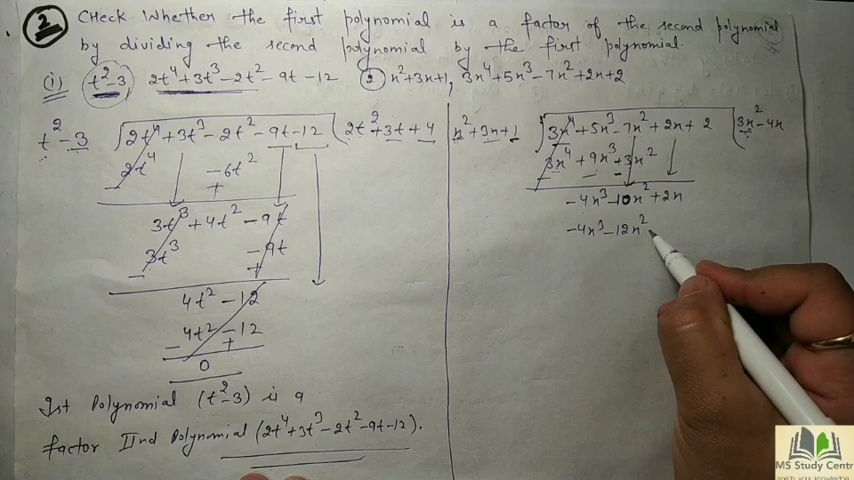 2 Check Whether the first polynomial is a factor of the second polynomial
by dividing the second polynomial by the first polynomial.
(i) t²-3, 2t⁴+3t³-2t²-9t-12 ② x²+3x+1, 3x⁴+5x³-7x²+2x+2
t²-3 ) 2t⁴+3t³-2t²-9t-12 ( 2t²+3t+4
2t⁴ -6t²
- +
3t³+4t²-9t
3t³ -9t
- +
4t²-12
4t²-12
- +
0
Ist Polynomial (t²-3) is a
factor IInd Polynomial (2t⁴+3t³-2t²-9t-12).
x²+3x+1 ) 3x⁴+5x³-7x²+2x+2 ( 3x²-4x
3x⁴+9x³+3x²
- - -
-4x³-10x²+2x
-4x³-12x²
MS Study Centr